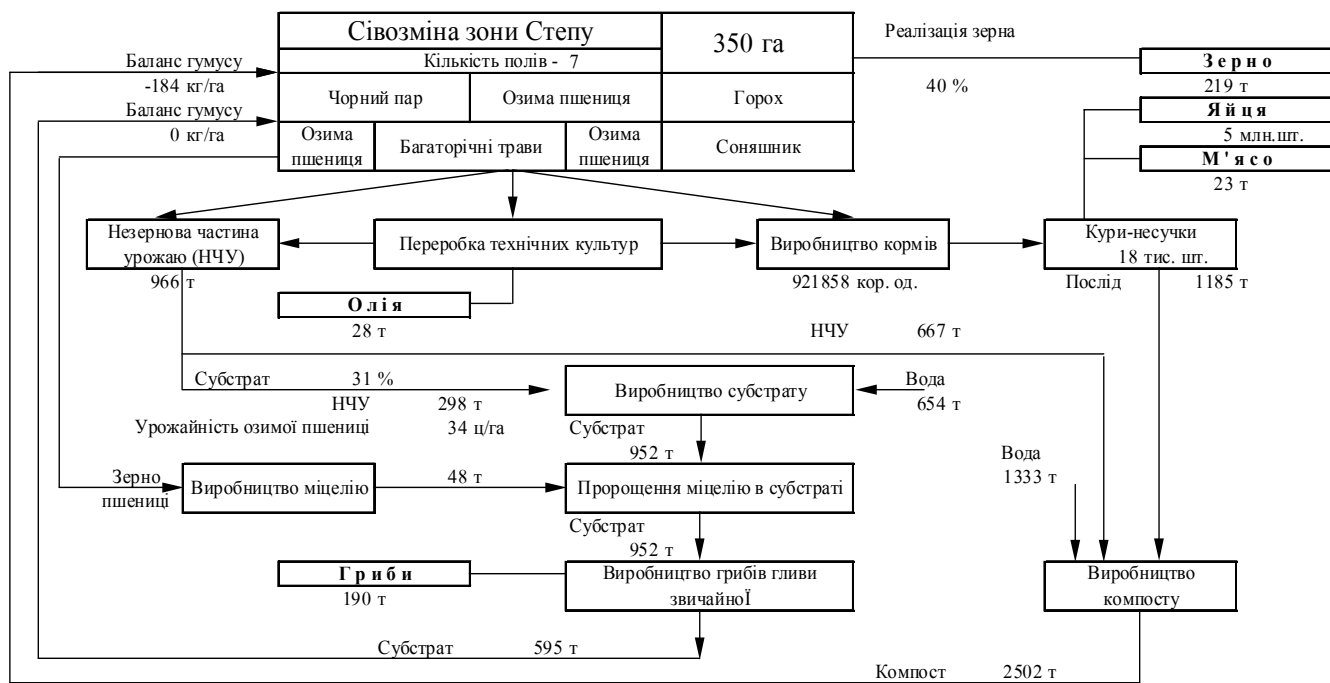 Сівозміна зони Степу
350 га
Реалізація зерна
Кількість полів - 7
Баланс гумусу
-184 кг/га
З е р н о
40 %
219 т
Чорний пар
Озима пшениця
Горох
Баланс гумусу
0 кг/га
Я й ц я
5 млн.шт.
Озима
пшениця
Багаторічні трави
Озима
пшениця
Соняшник
М ' я с о
23 т
Незернова частина
урожаю (НЧУ)
966 т
Переробка технічних культур
Виробництво кормів
921858 кор. од.
Кури-несучки
18 тис. шт.
Послід 1185 т
О л і я
28 т
НЧУ 667 т
Субстрат 31 %
НЧУ 298 т
Урожайність озимої пшениці 34 ц/га
Виробництво субстрату
Вода
654 т
Субстрат
952 т
Вода
1333 т
Зерно
пшениці
Виробництво міцелію
48 т
Пророщення міцелію в субстраті
Субстрат
952 т
Г р и б и
190 т
Виробництво грибів гливи
звичайноЇ
Виробництво
компосту
Субстрат 595 т
Компост 2502 т